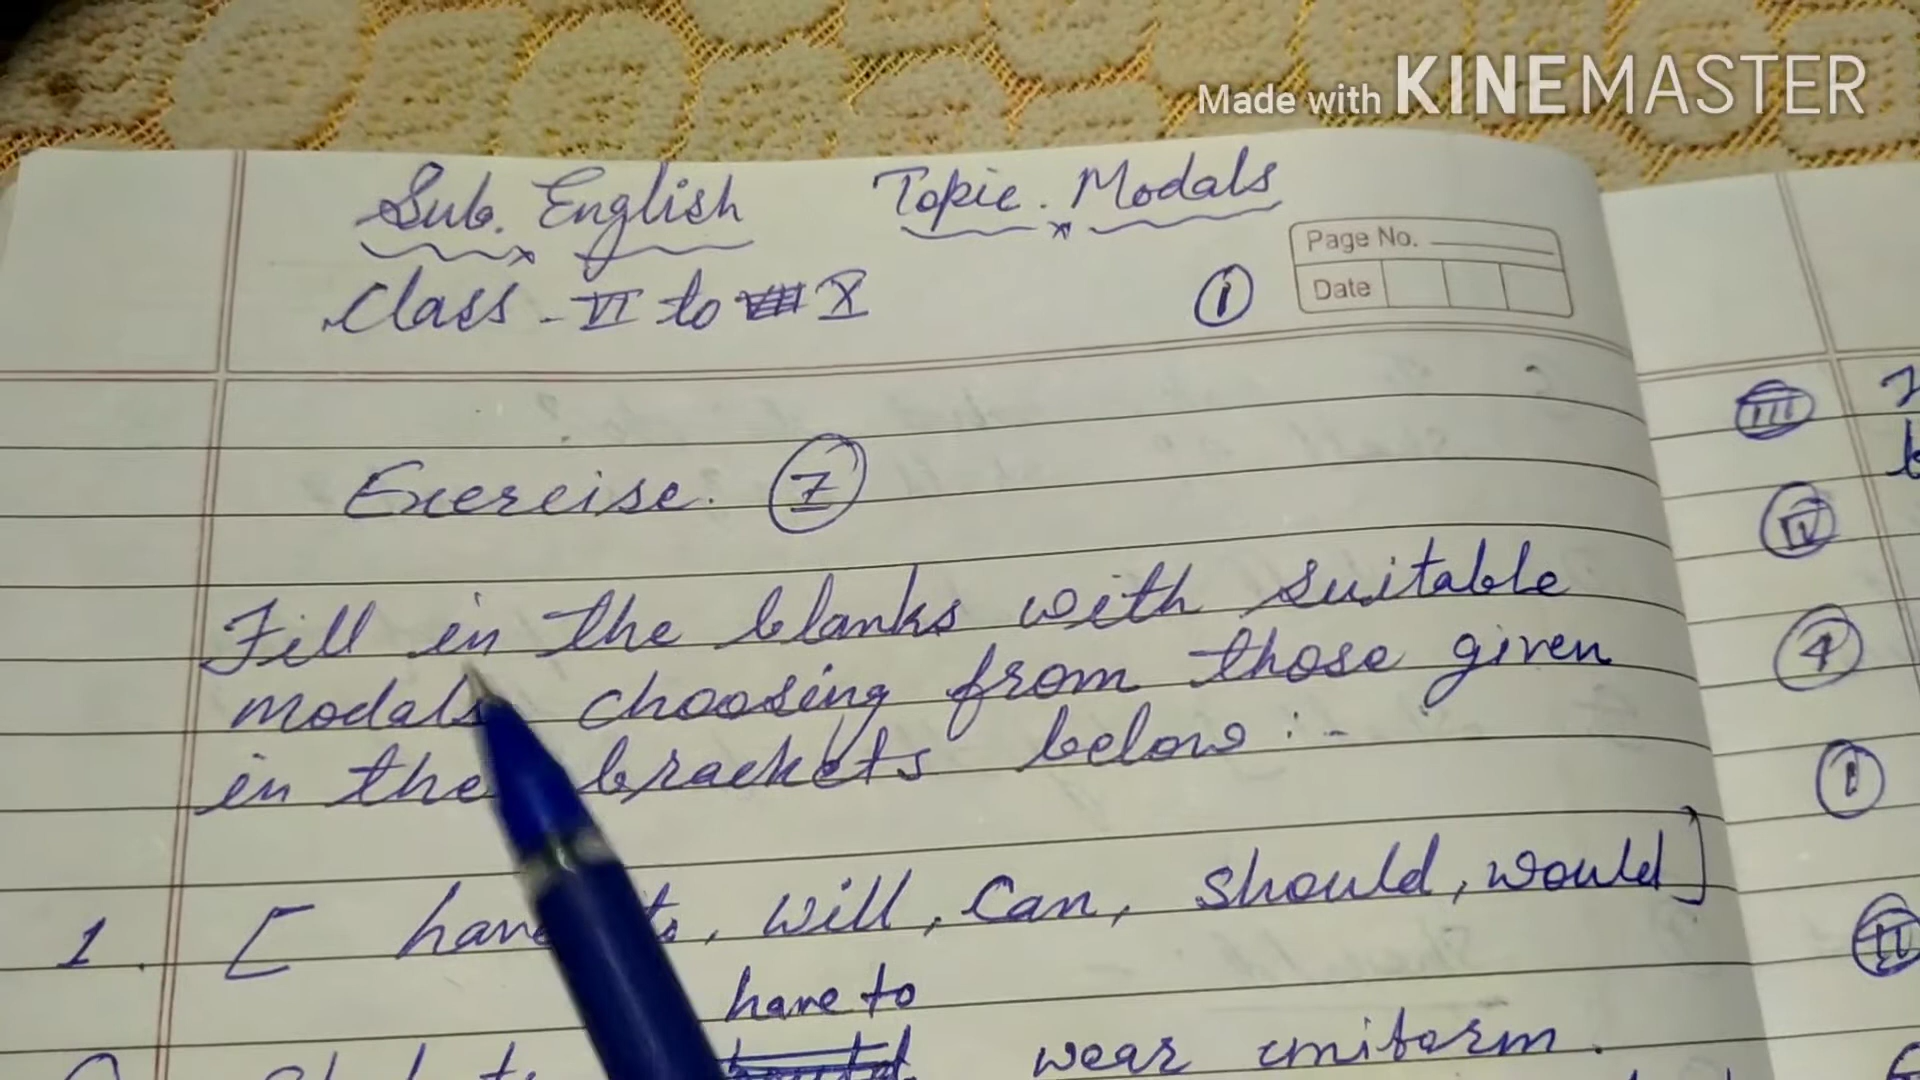 Made with KINEMASTER
Sub. English Topic. Modals
Class - VI to X
1
Page No.
Date
Exercise. 7
Fill in the blanks with suitable
modals choosing from those given
in the brackets below :-
1. [ have to, will, can, should, would]
have to
wear uniform.
III
IV
4
1